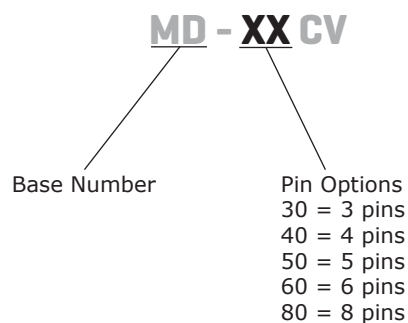 MD - XX CV
Base Number
Pin Options
30 = 3 pins
40 = 4 pins
50 = 5 pins
60 = 6 pins
80 = 8 pins